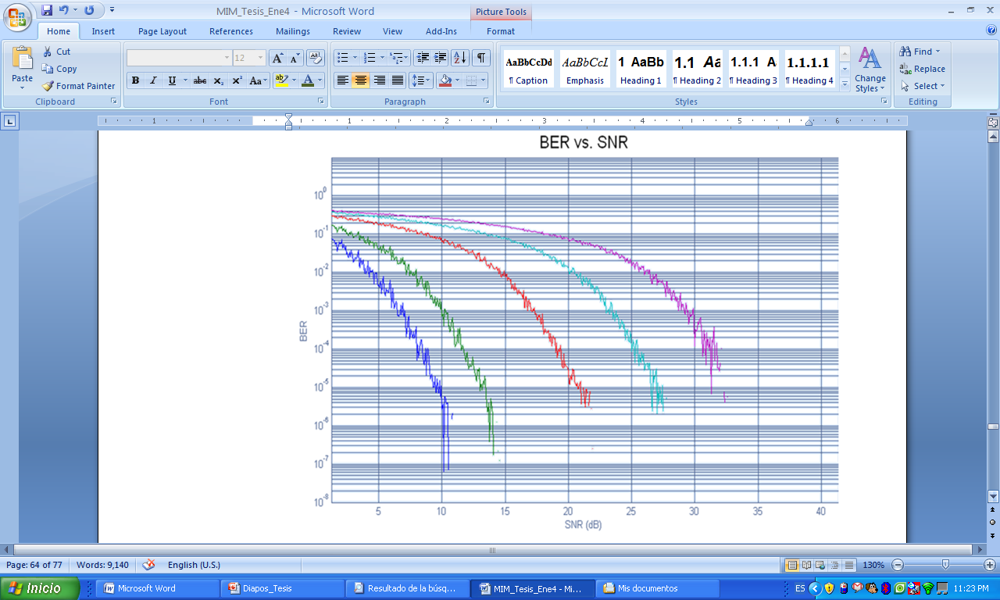 MIM_Tesis_Ene4 - Microsoft Word
Picture Tools
Home Insert Page Layout References Mailings Review View Add-Ins Format
Paste
Cut
Copy
Format Painter
Clipboard
12
Font
Paragraph
AaBbCcDd AaBbCcI 1 AaBb 1.1 Aa 1.1.1 A 1.1.1.1
¶ Caption Emphasis ¶ Heading 1 ¶ Heading 2 ¶ Heading 3 ¶ Heading 4
Change Styles
Styles
Find
Replace
Select
Editing
1 1 2 3 4 5 6
BER vs. SNR
10^0
10^-1
10^-2
10^-3
10^-4
10^-5
10^-6
10^-7
10^-8
BER
5 10 15 20 25 30 35 40
SNR (dB)
Page: 64 of 77 Words: 9,140 English (U.S.) 130%
Inicio Microsoft Word Diapos_Tesis Resultado de la búsq... MIM_Tesis_Ene4 - Mi... Mis documentos ES 11:23 PM